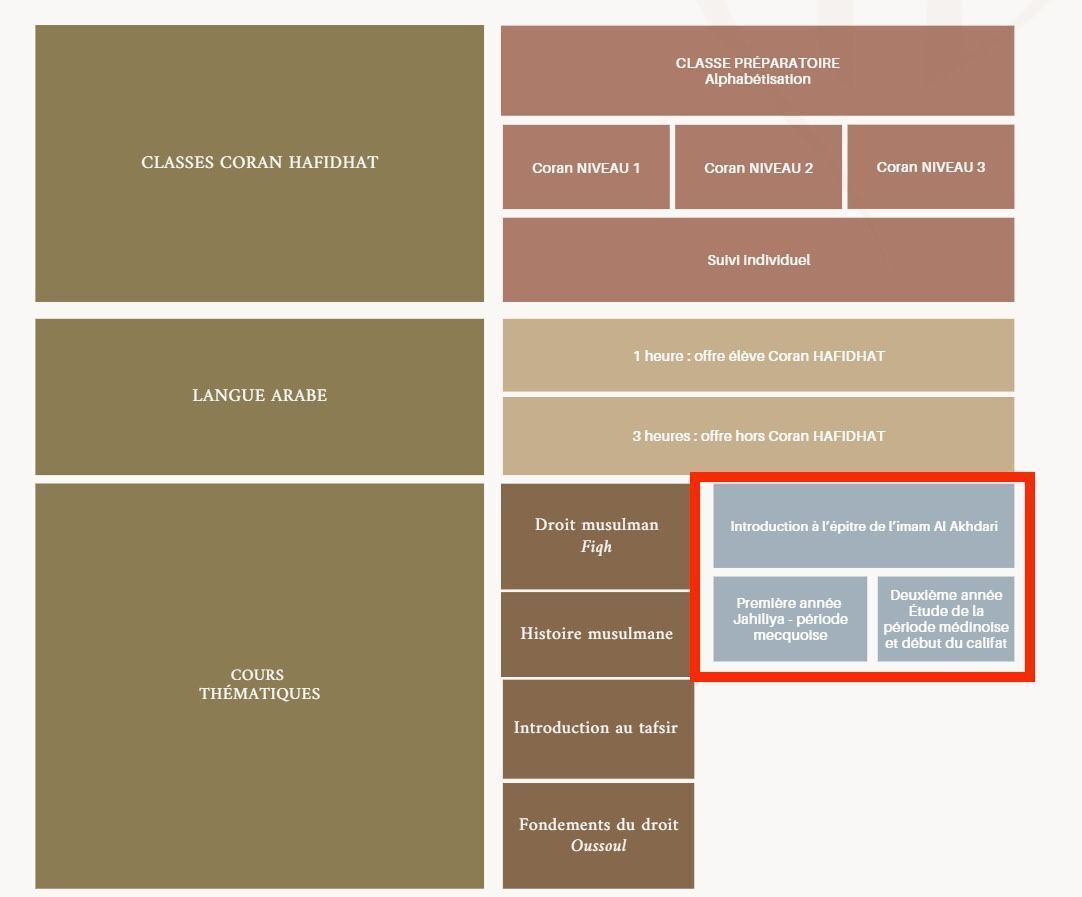 CLASSES CORAN HAFIDHAT
CLASSE PRÉPARATOIRE
Alphabétisation
Coran NIVEAU 1
Coran NIVEAU 2
Coran NIVEAU 3
Suivi individuel
LANGUE ARABE
1 heure : offre élève Coran HAFIDHAT
3 heures : offre hors Coran HAFIDHAT
COURS
THÉMATIQUES
Droit musulman
Fiqh
Introduction à l’épitre de l’imam Al Akhdari
Histoire musulmane
Première année
Jahiliya - période
mecquoise
Deuxième année
Étude de la
période médinoise
et début du califat
Introduction au tafsir
Fondements du droit
Oussoul